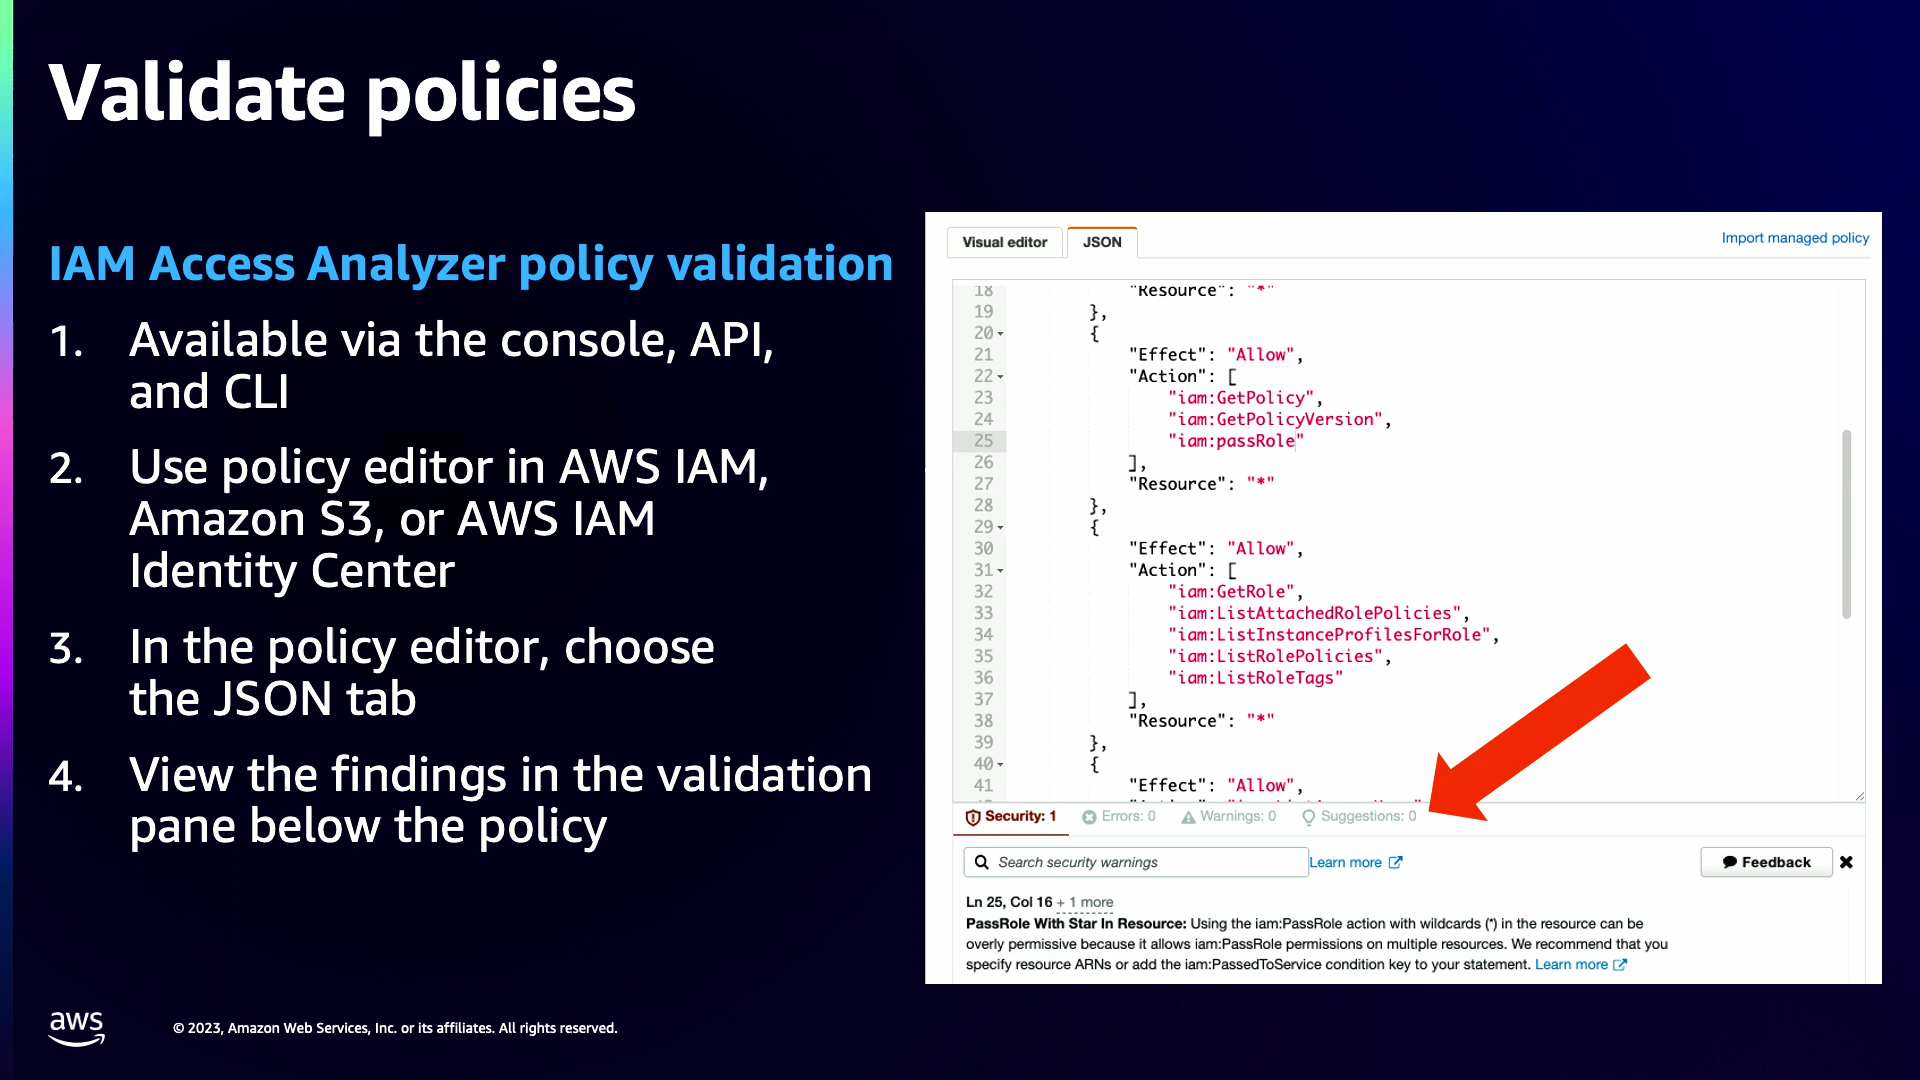 Validate policies
IAM Access Analyzer policy validation
1. Available via the console, API,
and CLI
2. Use policy editor in AWS IAM,
Amazon S3, or AWS IAM
Identity Center
3. In the policy editor, choose
the JSON tab
4. View the findings in the validation
pane below the policy
Visual editor JSON Import managed policy
18 "Resource": "*"
19 },
20 {
21 "Effect": "Allow",
22 "Action": [
23 "iam:GetPolicy",
24 "iam:GetPolicyVersion",
25 "iam:passRole"
26 ],
27 "Resource": "*"
28 },
29 {
30 "Effect": "Allow",
31 "Action": [
32 "iam:GetRole",
33 "iam:ListAttachedRolePolicies",
34 "iam:ListInstanceProfilesForRole",
35 "iam:ListRolePolicies",
36 "iam:ListRoleTags"
37 ],
38 "Resource": "*"
39 },
40 {
41 "Effect": "Allow",
Security: 1 Errors: 0 Warnings: 0 Suggestions: 0
Search security warnings Learn more Feedback
Ln 25, Col 16 + 1 more
PassRole With Star In Resource: Using the iam:PassRole action with wildcards (*) in the resource can be
overly permissive because it allows iam:PassRole permissions on multiple resources. We recommend that you
specify resource ARNs or add the iam:PassedToService condition key to your statement. Learn more
aws
© 2023, Amazon Web Services, Inc. or its affiliates. All rights reserved.